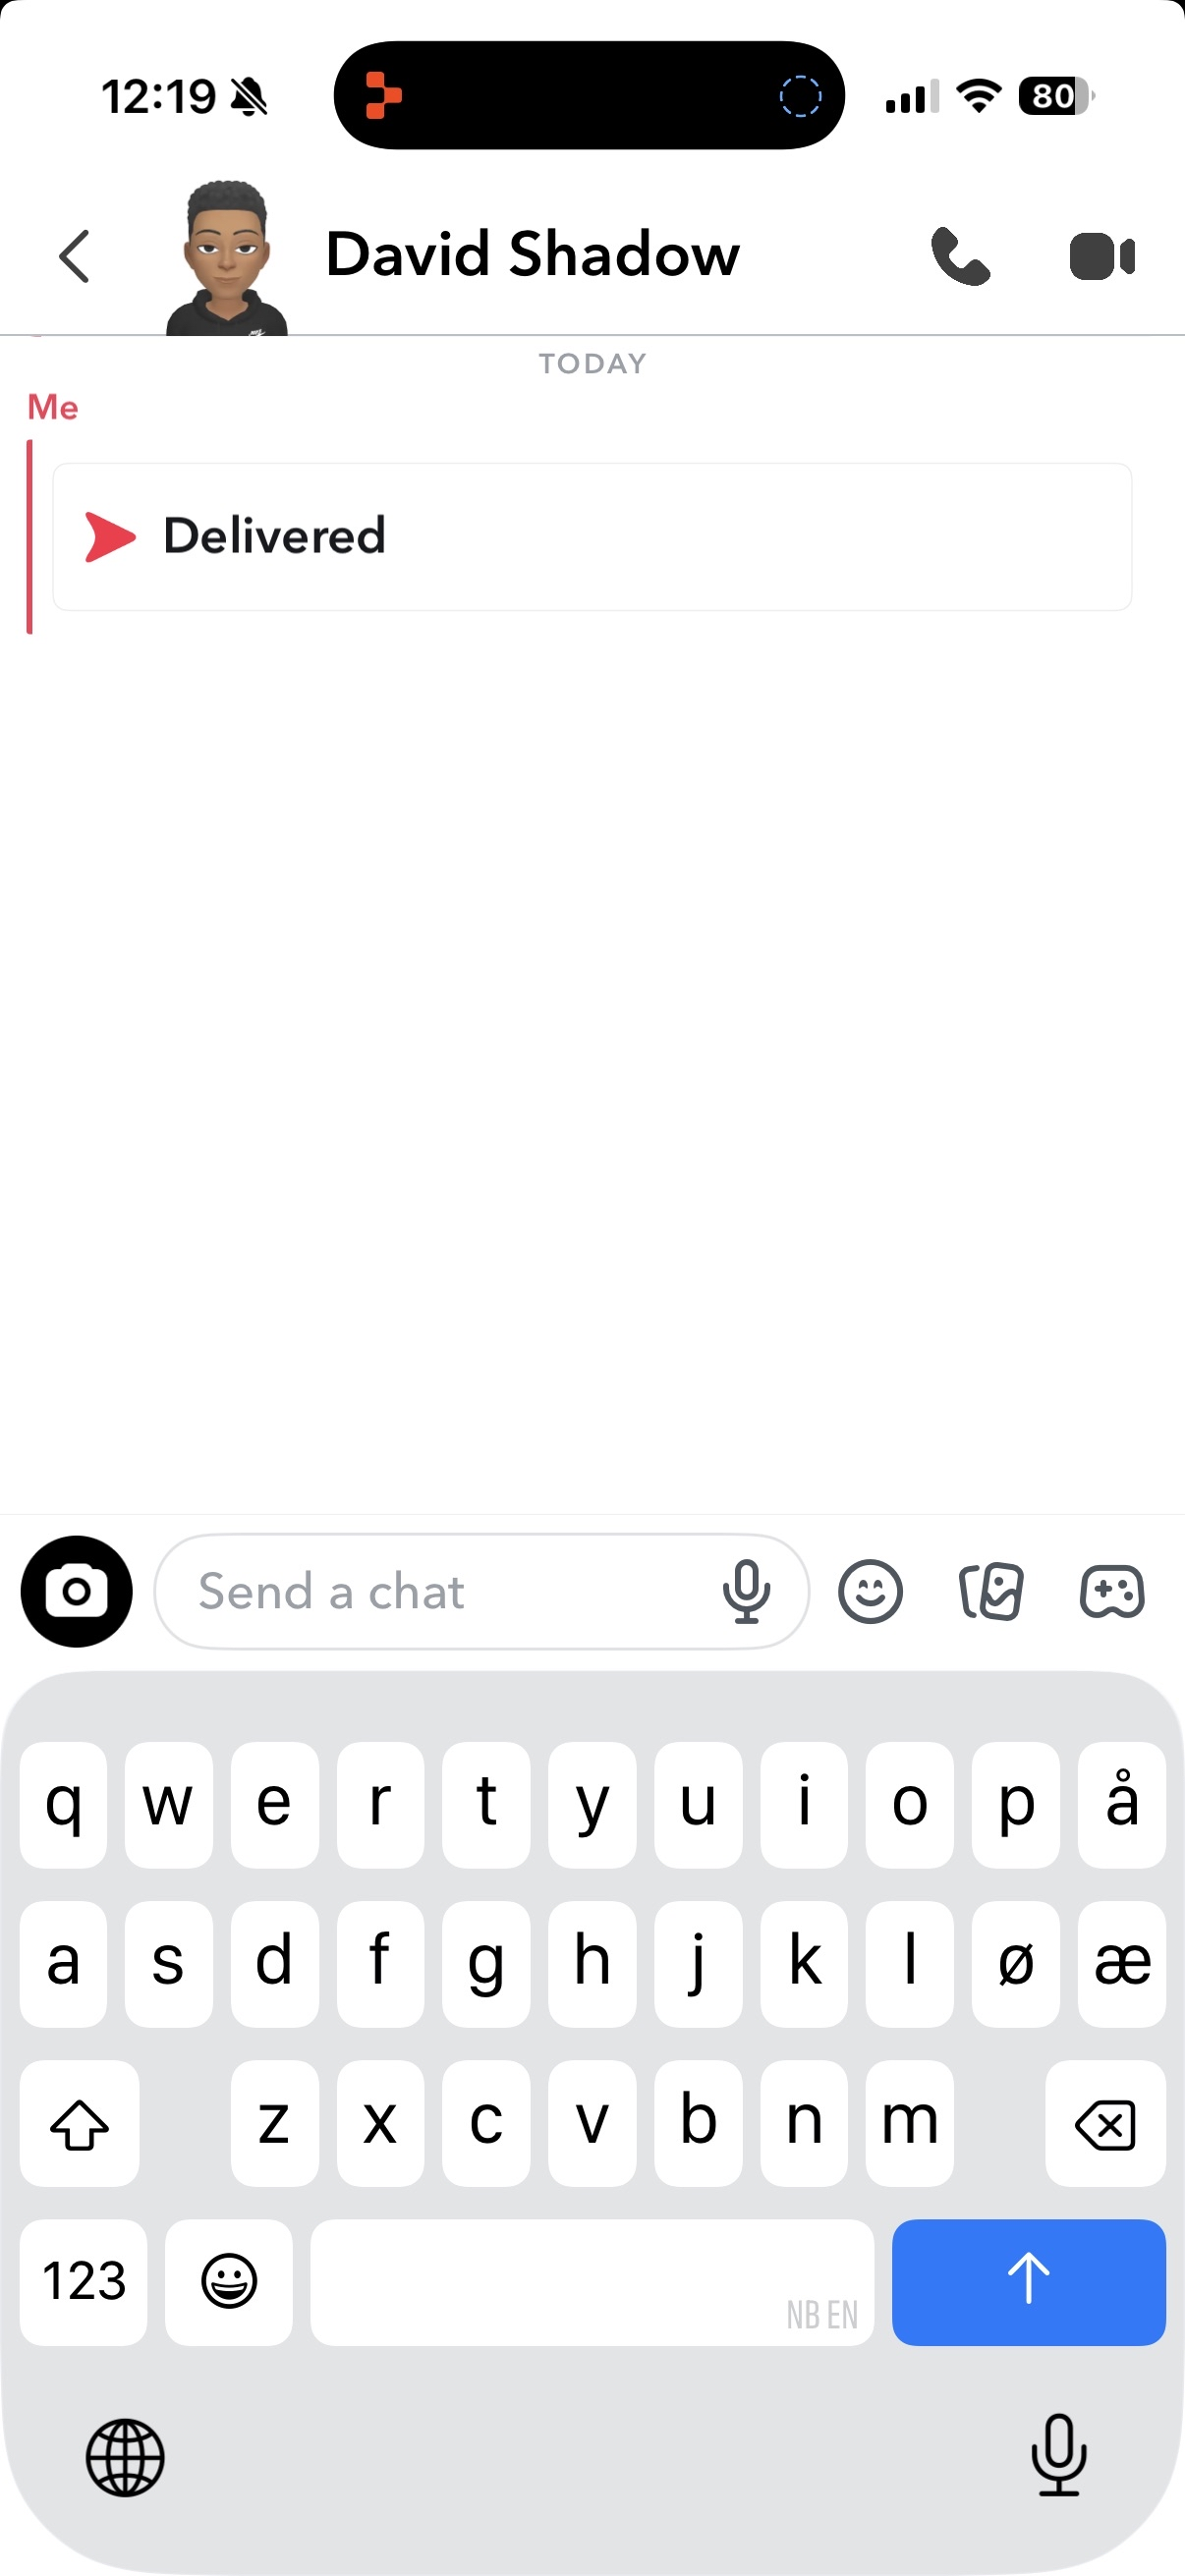 12:19
80
David Shadow
TODAY
Me
Delivered
Send a chat
q w e r t y u i o p å
a s d f g h j k l ø æ
z x c v b n m
123
NB EN